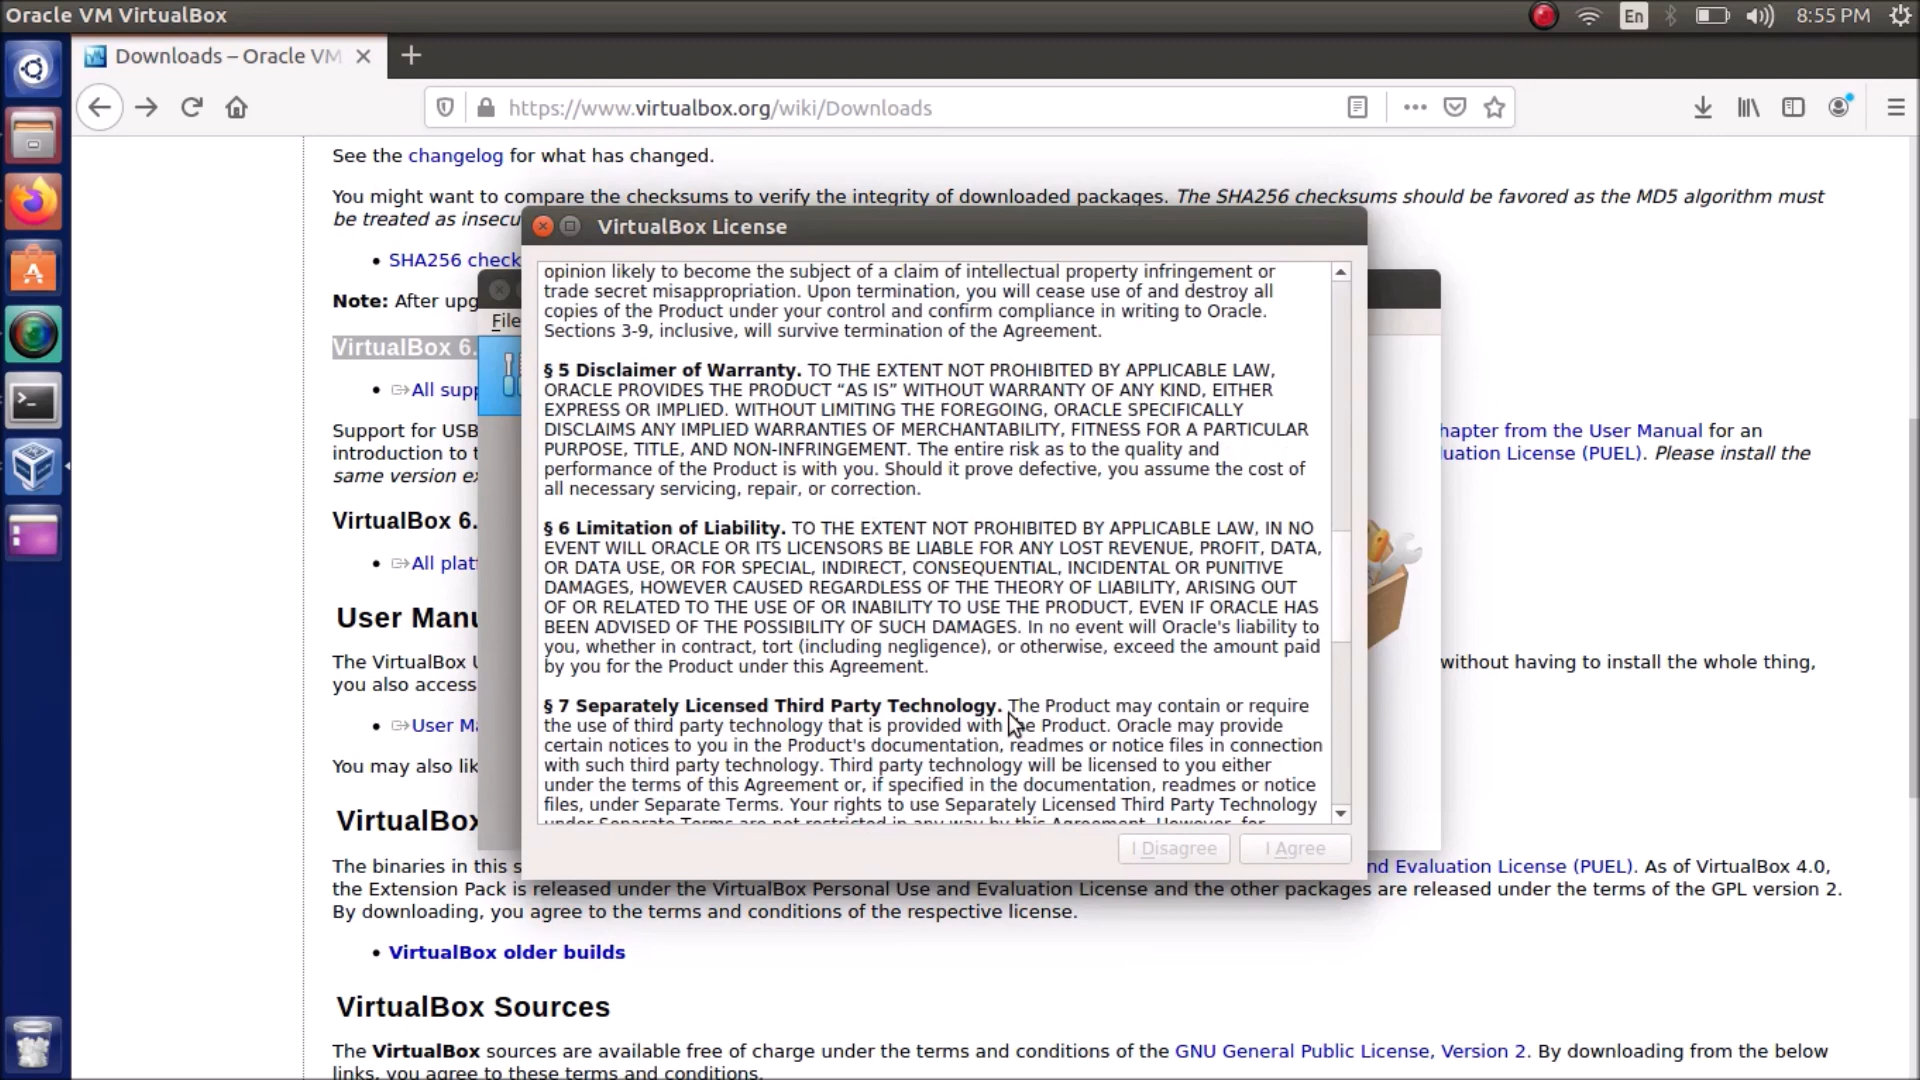 Oracle VM VirtualBox
En
8:55 PM
Downloads – Oracle VM
https://www.virtualbox.org/wiki/Downloads
See the changelog for what has changed.
You might want to compare the checksums to verify the integrity of downloaded packages. The SHA256 checksums should be favored as the MD5 algorithm must
be treated as insecu
• SHA256 check
Note: After upg
VirtualBox 6.
• All supp
Support for USB
introduction to t
same version ex
VirtualBox 6.
• All plat
User Manu
The VirtualBox U
you also access
• User Ma
You may also lik
VirtualBox
File
VirtualBox License
opinion likely to become the subject of a claim of intellectual property infringement or
trade secret misappropriation. Upon termination, you will cease use of and destroy all
copies of the Product under your control and confirm compliance in writing to Oracle.
Sections 3-9, inclusive, will survive termination of the Agreement.
§ 5 Disclaimer of Warranty. TO THE EXTENT NOT PROHIBITED BY APPLICABLE LAW,
ORACLE PROVIDES THE PRODUCT “AS IS” WITHOUT WARRANTY OF ANY KIND, EITHER
EXPRESS OR IMPLIED. WITHOUT LIMITING THE FOREGOING, ORACLE SPECIFICALLY
DISCLAIMS ANY IMPLIED WARRANTIES OF MERCHANTABILITY, FITNESS FOR A PARTICULAR
PURPOSE, TITLE, AND NON-INFRINGEMENT. The entire risk as to the quality and
performance of the Product is with you. Should it prove defective, you assume the cost of
all necessary servicing, repair, or correction.
§ 6 Limitation of Liability. TO THE EXTENT NOT PROHIBITED BY APPLICABLE LAW, IN NO
EVENT WILL ORACLE OR ITS LICENSORS BE LIABLE FOR ANY LOST REVENUE, PROFIT, DATA,
OR DATA USE, OR FOR SPECIAL, INDIRECT, CONSEQUENTIAL, INCIDENTAL OR PUNITIVE
DAMAGES, HOWEVER CAUSED REGARDLESS OF THE THEORY OF LIABILITY, ARISING OUT
OF OR RELATED TO THE USE OF OR INABILITY TO USE THE PRODUCT, EVEN IF ORACLE HAS
BEEN ADVISED OF THE POSSIBILITY OF SUCH DAMAGES. In no event will Oracle's liability to
you, whether in contract, tort (including negligence), or otherwise, exceed the amount paid
by you for the Product under this Agreement.
§ 7 Separately Licensed Third Party Technology. The Product may contain or require
the use of third party technology that is provided with the Product. Oracle may provide
certain notices to you in the Product's documentation, readmes or notice files in connection
with such third party technology. Third party technology will be licensed to you either
under the terms of this Agreement or, if specified in the documentation, readmes or notice
files, under Separate Terms. Your rights to use Separately Licensed Third Party Technology
under Separate Terms are not restricted in any way by this Agreement. However, for
I Disagree
I Agree
hapter from the User Manual for an
uation License (PUEL). Please install the
without having to install the whole thing,
The binaries in this s
nd Evaluation License (PUEL). As of VirtualBox 4.0,
the Extension Pack is released under the VirtualBox Personal Use and Evaluation License and the other packages are released under the terms of the GPL version 2.
By downloading, you agree to the terms and conditions of the respective license.
• VirtualBox older builds
VirtualBox Sources
The VirtualBox sources are available free of charge under the terms and conditions of the GNU General Public License, Version 2. By downloading from the below
links, you agree to these terms and conditions.